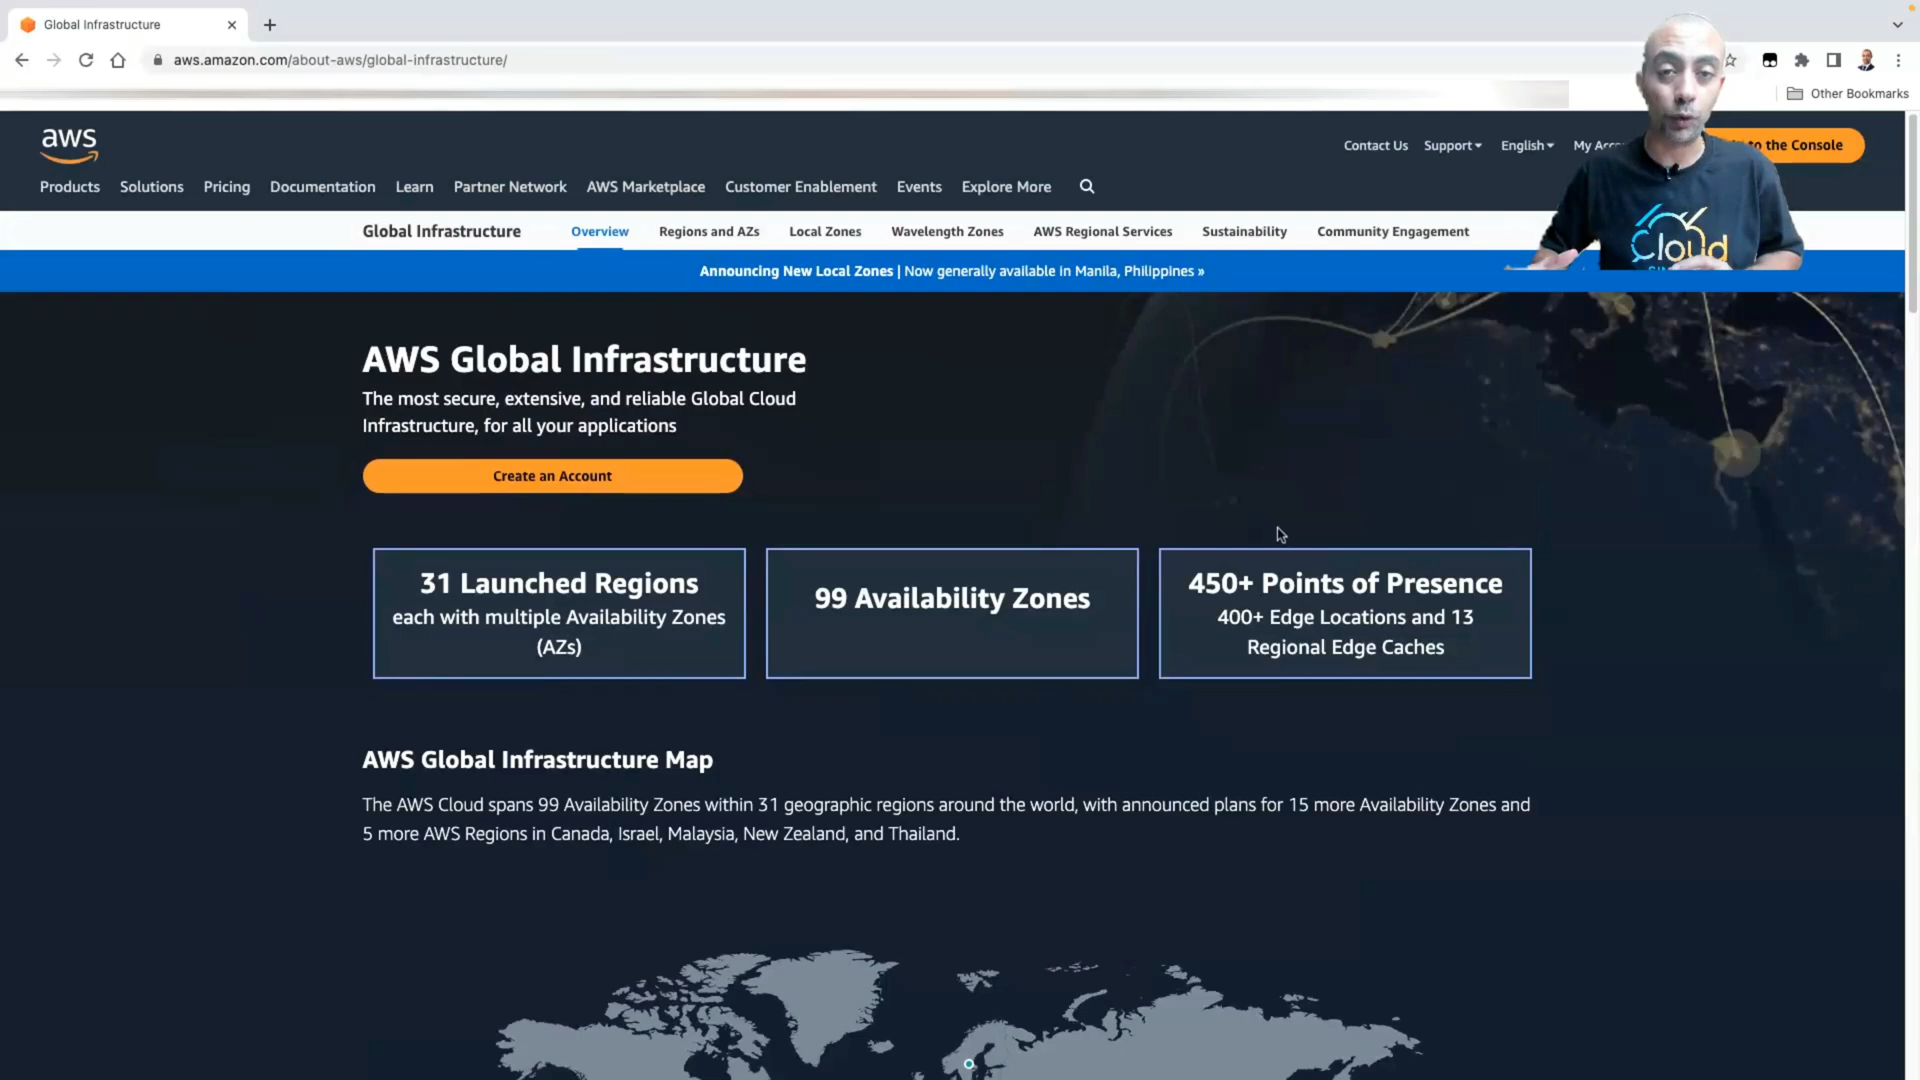 Global Infrastructure
aws.amazon.com/about-aws/global-infrastructure/
Other Bookmarks
aws
Contact Us Support English My to the Console
Products Solutions Pricing Documentation Learn Partner Network AWS Marketplace Customer Enablement Events Explore More
Global Infrastructure Overview Regions and AZs Local Zones Wavelength Zones AWS Regional Services Sustainability Community Engagement
Cloud
Announcing New Local Zones | Now generally available in Manila, Philippines »
AWS Global Infrastructure
The most secure, extensive, and reliable Global Cloud
Infrastructure, for all your applications
Create an Account
31 Launched Regions
each with multiple Availability Zones
(AZs)
99 Availability Zones
450+ Points of Presence
400+ Edge Locations and 13
Regional Edge Caches
AWS Global Infrastructure Map
The AWS Cloud spans 99 Availability Zones within 31 geographic regions around the world, with announced plans for 15 more Availability Zones and
5 more AWS Regions in Canada, Israel, Malaysia, New Zealand, and Thailand.